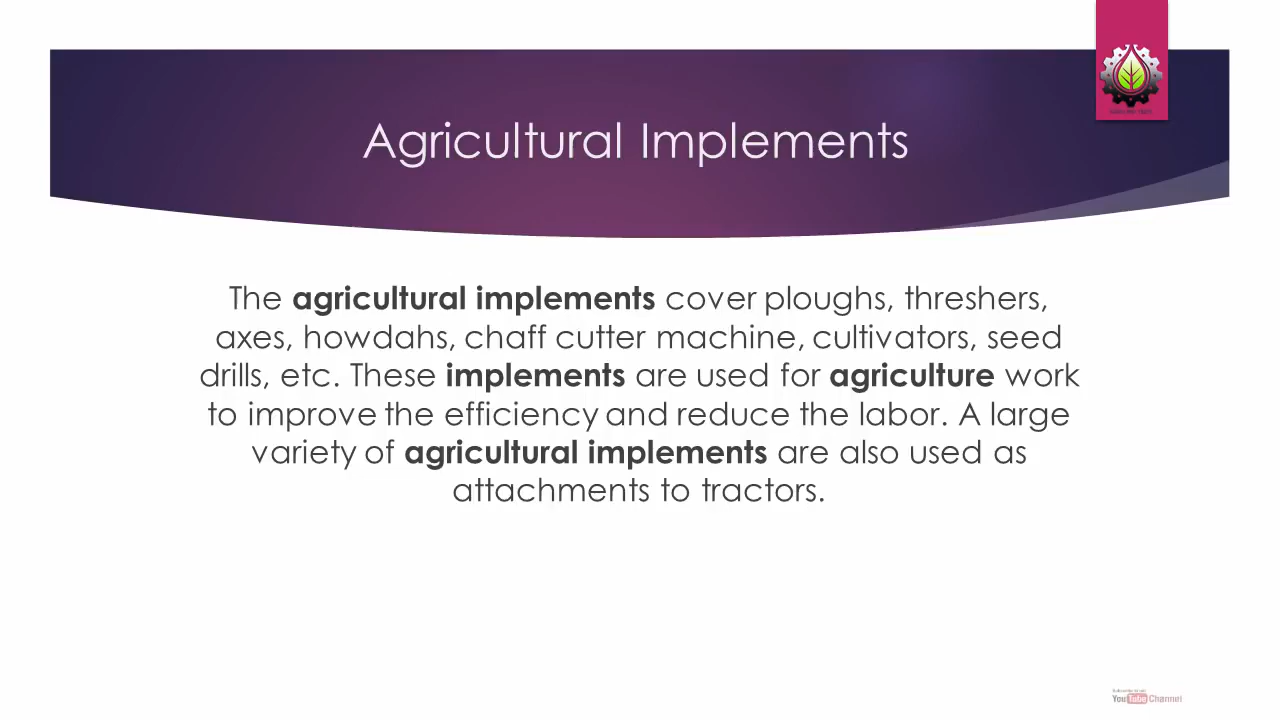 Agricultural Implements
The agricultural implements cover ploughs, threshers,
axes, howdahs, chaff cutter machine, cultivators, seed
drills, etc. These implements are used for agriculture work
to improve the efficiency and reduce the labor. A large
variety of agricultural implements are also used as
attachments to tractors.
YouTube Channel